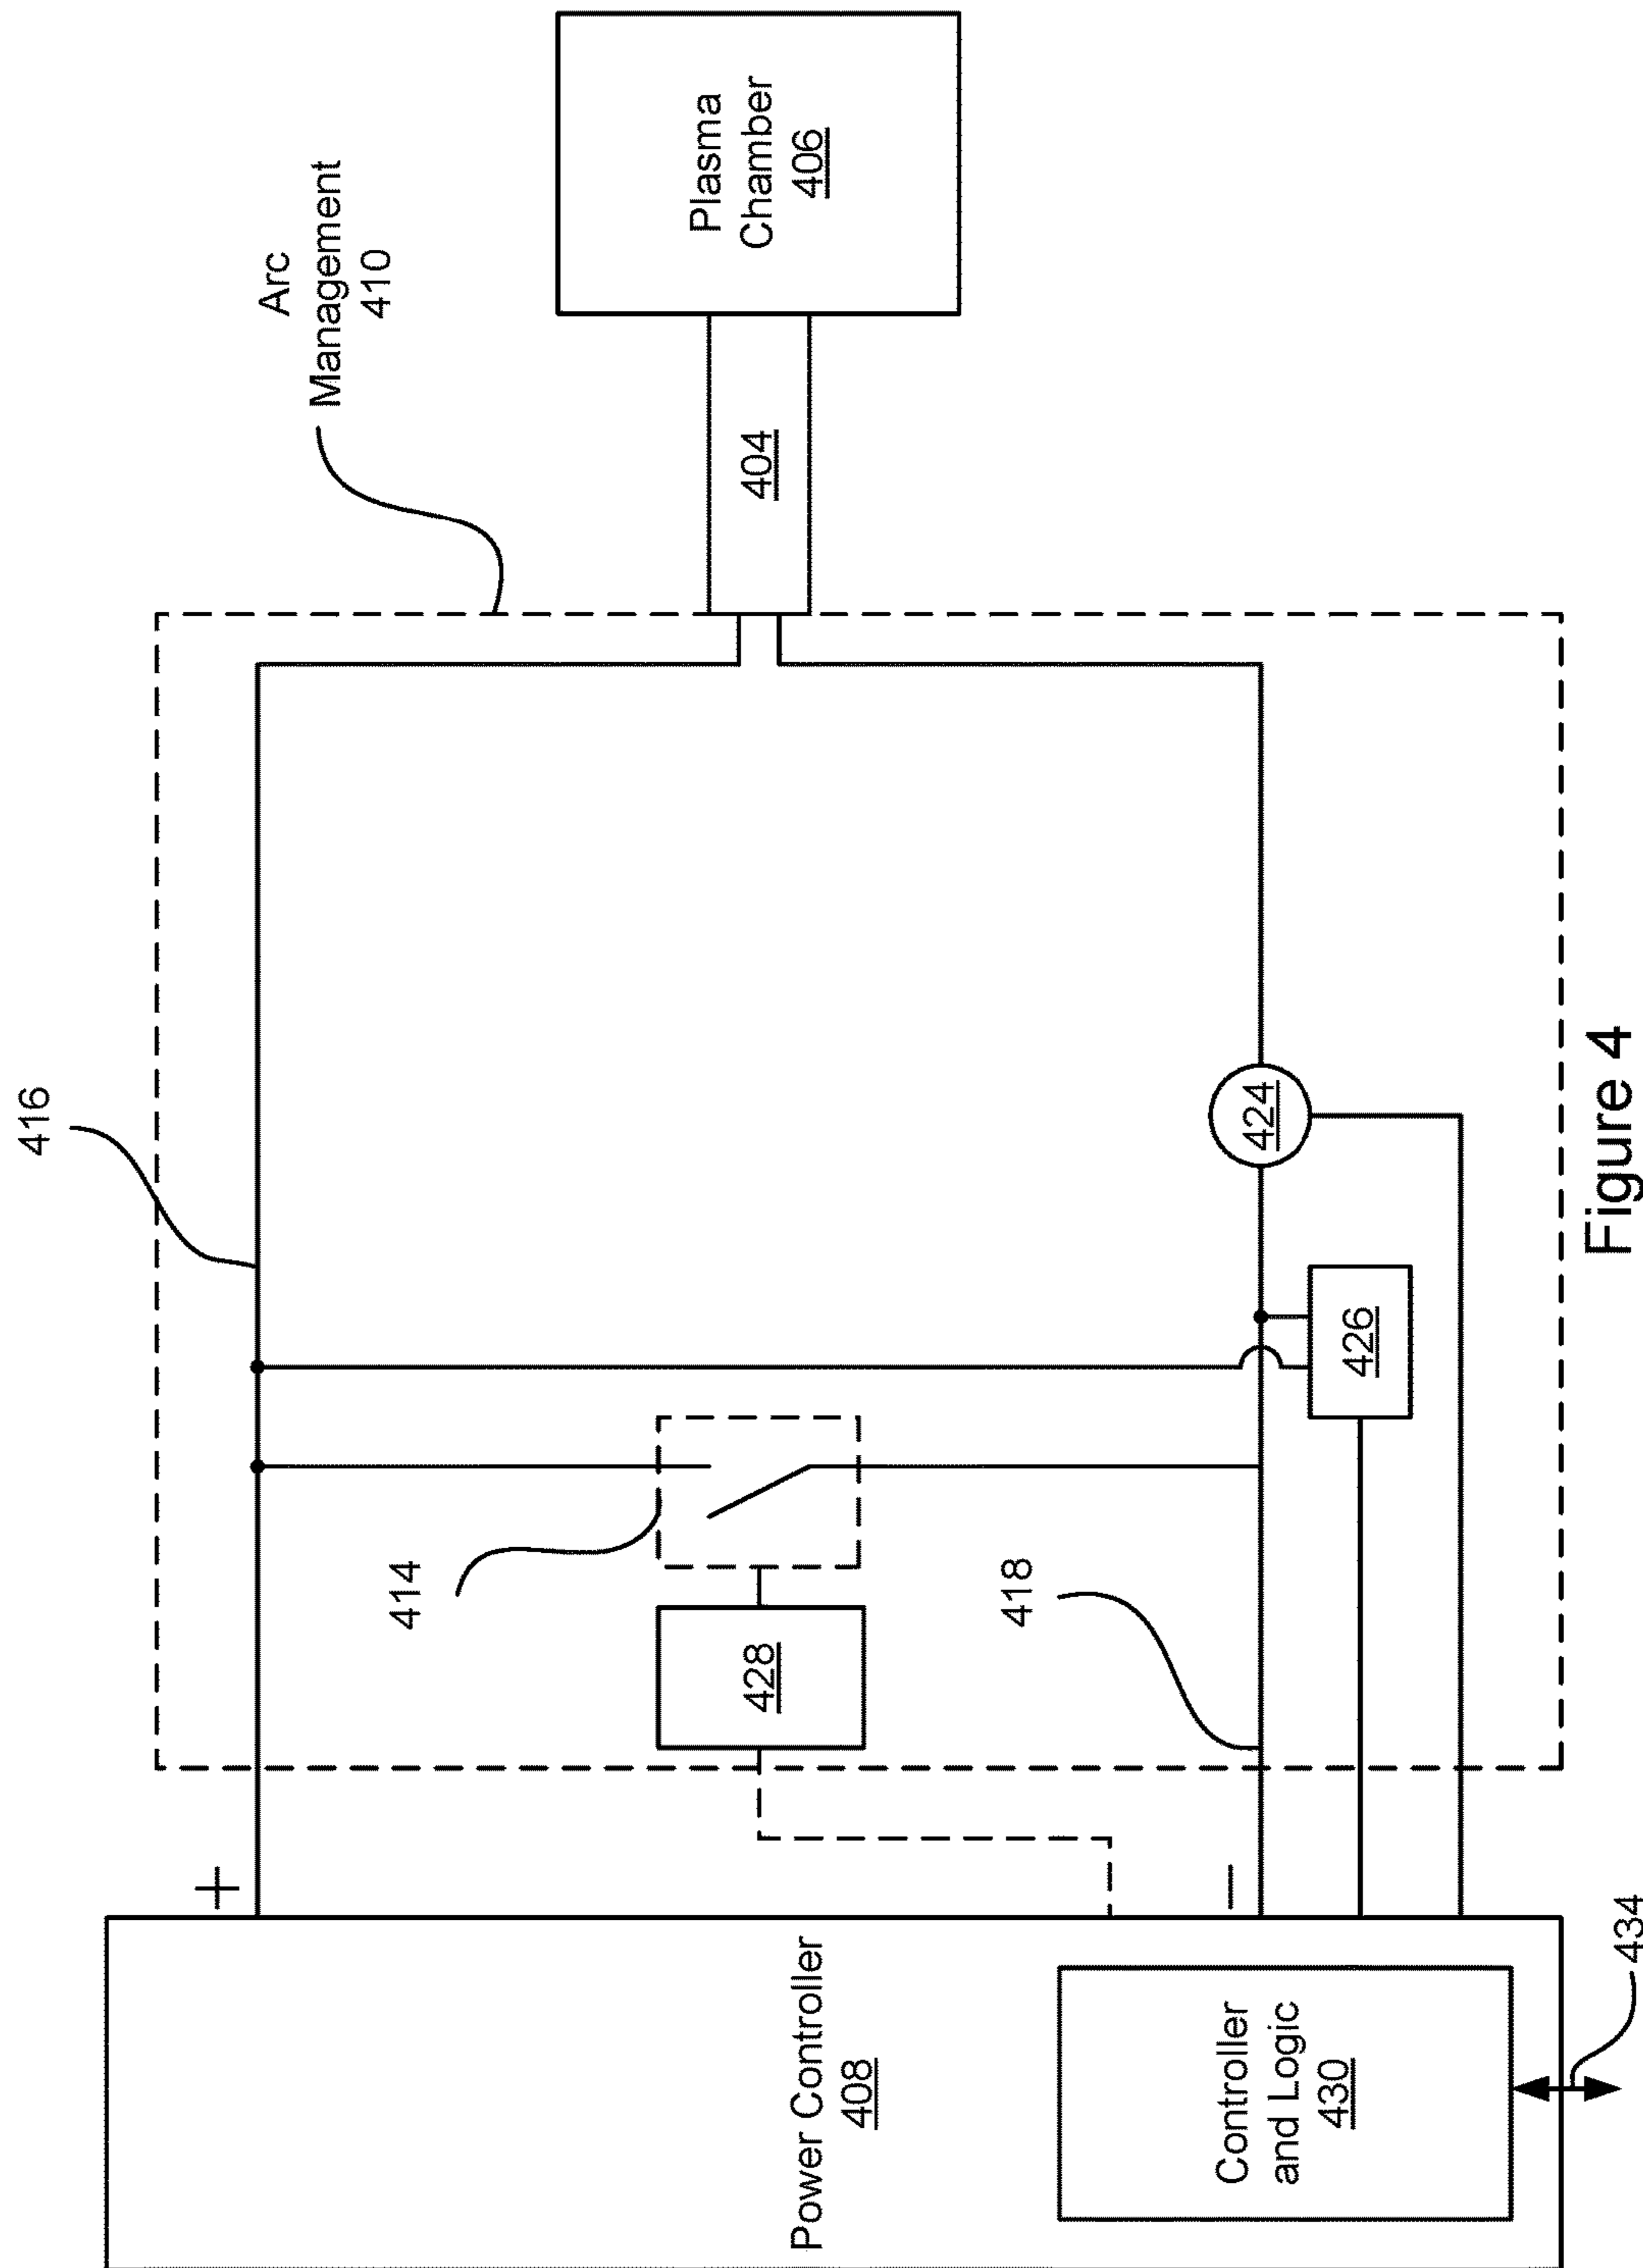 Power Controller
408
Controller
and Logic
430
434
+
−
428
414
418
416
426
424
Arc
Management
410
404
Plasma
Chamber
406
Figure 4